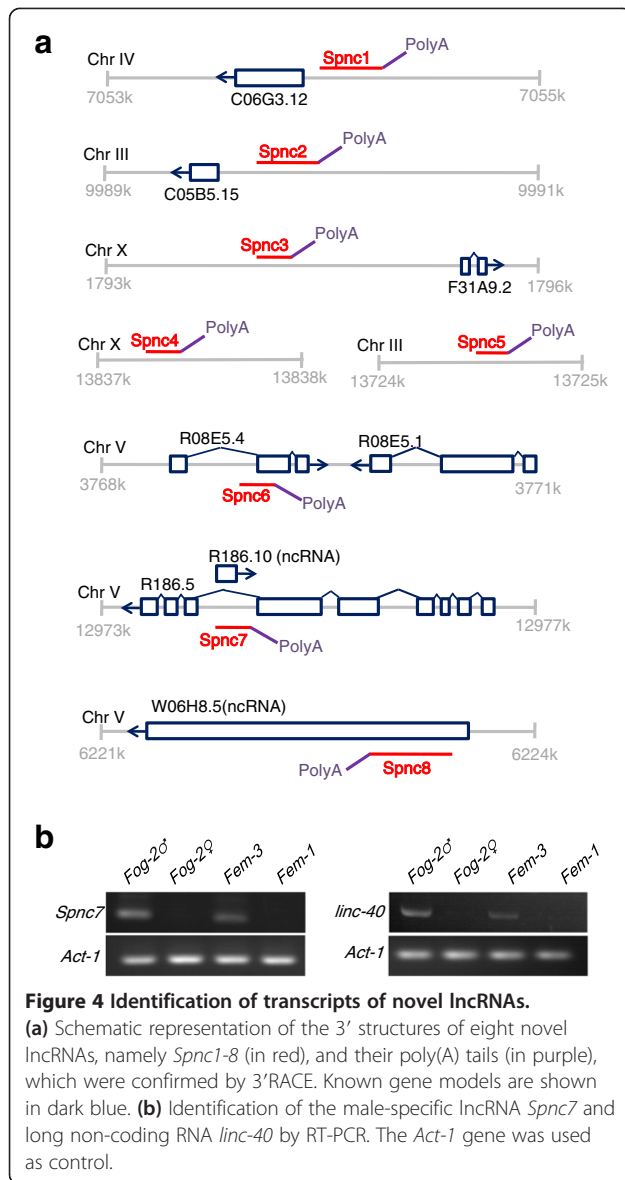 a
Chr IV
Spnc1
PolyA
7053k
C06G3.12
7055k
Chr III
Spnc2
PolyA
9989k
C05B5.15
9991k
Chr X
Spnc3
PolyA
1793k
F31A9.2
1796k
Chr X
Spnc4
PolyA
13837k
13838k
Chr III
Spnc5
PolyA
13724k
13725k
Chr V
R08E5.4
R08E5.1
3768k
Spnc6
PolyA
3771k
R186.10 (ncRNA)
Chr V
R186.5
12973k
Spnc7
PolyA
12977k
Chr V
W06H8.5(ncRNA)
6221k
PolyA
Spnc8
6224k
b
Fog-2♂ Fog-2♀ Fem-3 Fem-1
Spnc7
Act-1
Fog-2♂ Fog-2♀ Fem-3 Fem-1
linc-40
Act-1
Figure 4 Identification of transcripts of novel lncRNAs.
(a) Schematic representation of the 3′ structures of eight novel
lncRNAs, namely Spnc1-8 (in red), and their poly(A) tails (in purple),
which were confirmed by 3′RACE. Known gene models are shown
in dark blue. (b) Identification of the male-specific lncRNA Spnc7 and
long non-coding RNA linc-40 by RT-PCR. The Act-1 gene was used
as control.